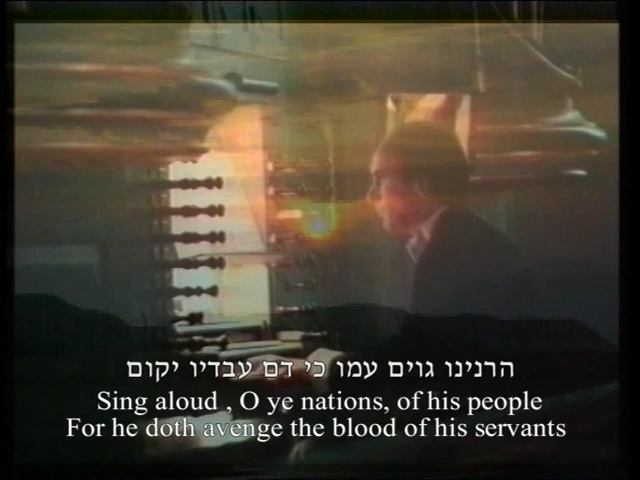 הרנינו גוים עמו כי דם עבדיו יקום
Sing aloud , O ye nations, of his people
For he doth avenge the blood of his servants